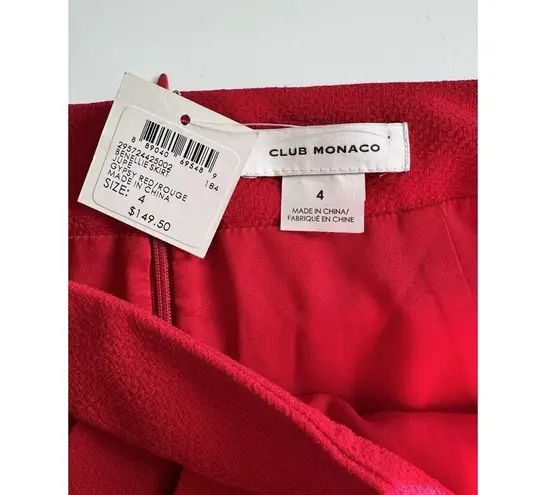 8 89040 69548 9
184
295724425002
BENELLIE SKIRT
JUPE
GYPSY RED/ROUGE
MADE IN CHINA
SIZE: 4
$149.50
CLUB MONACO
4
MADE IN CHINA/
FABRIQUÉ EN CHINE